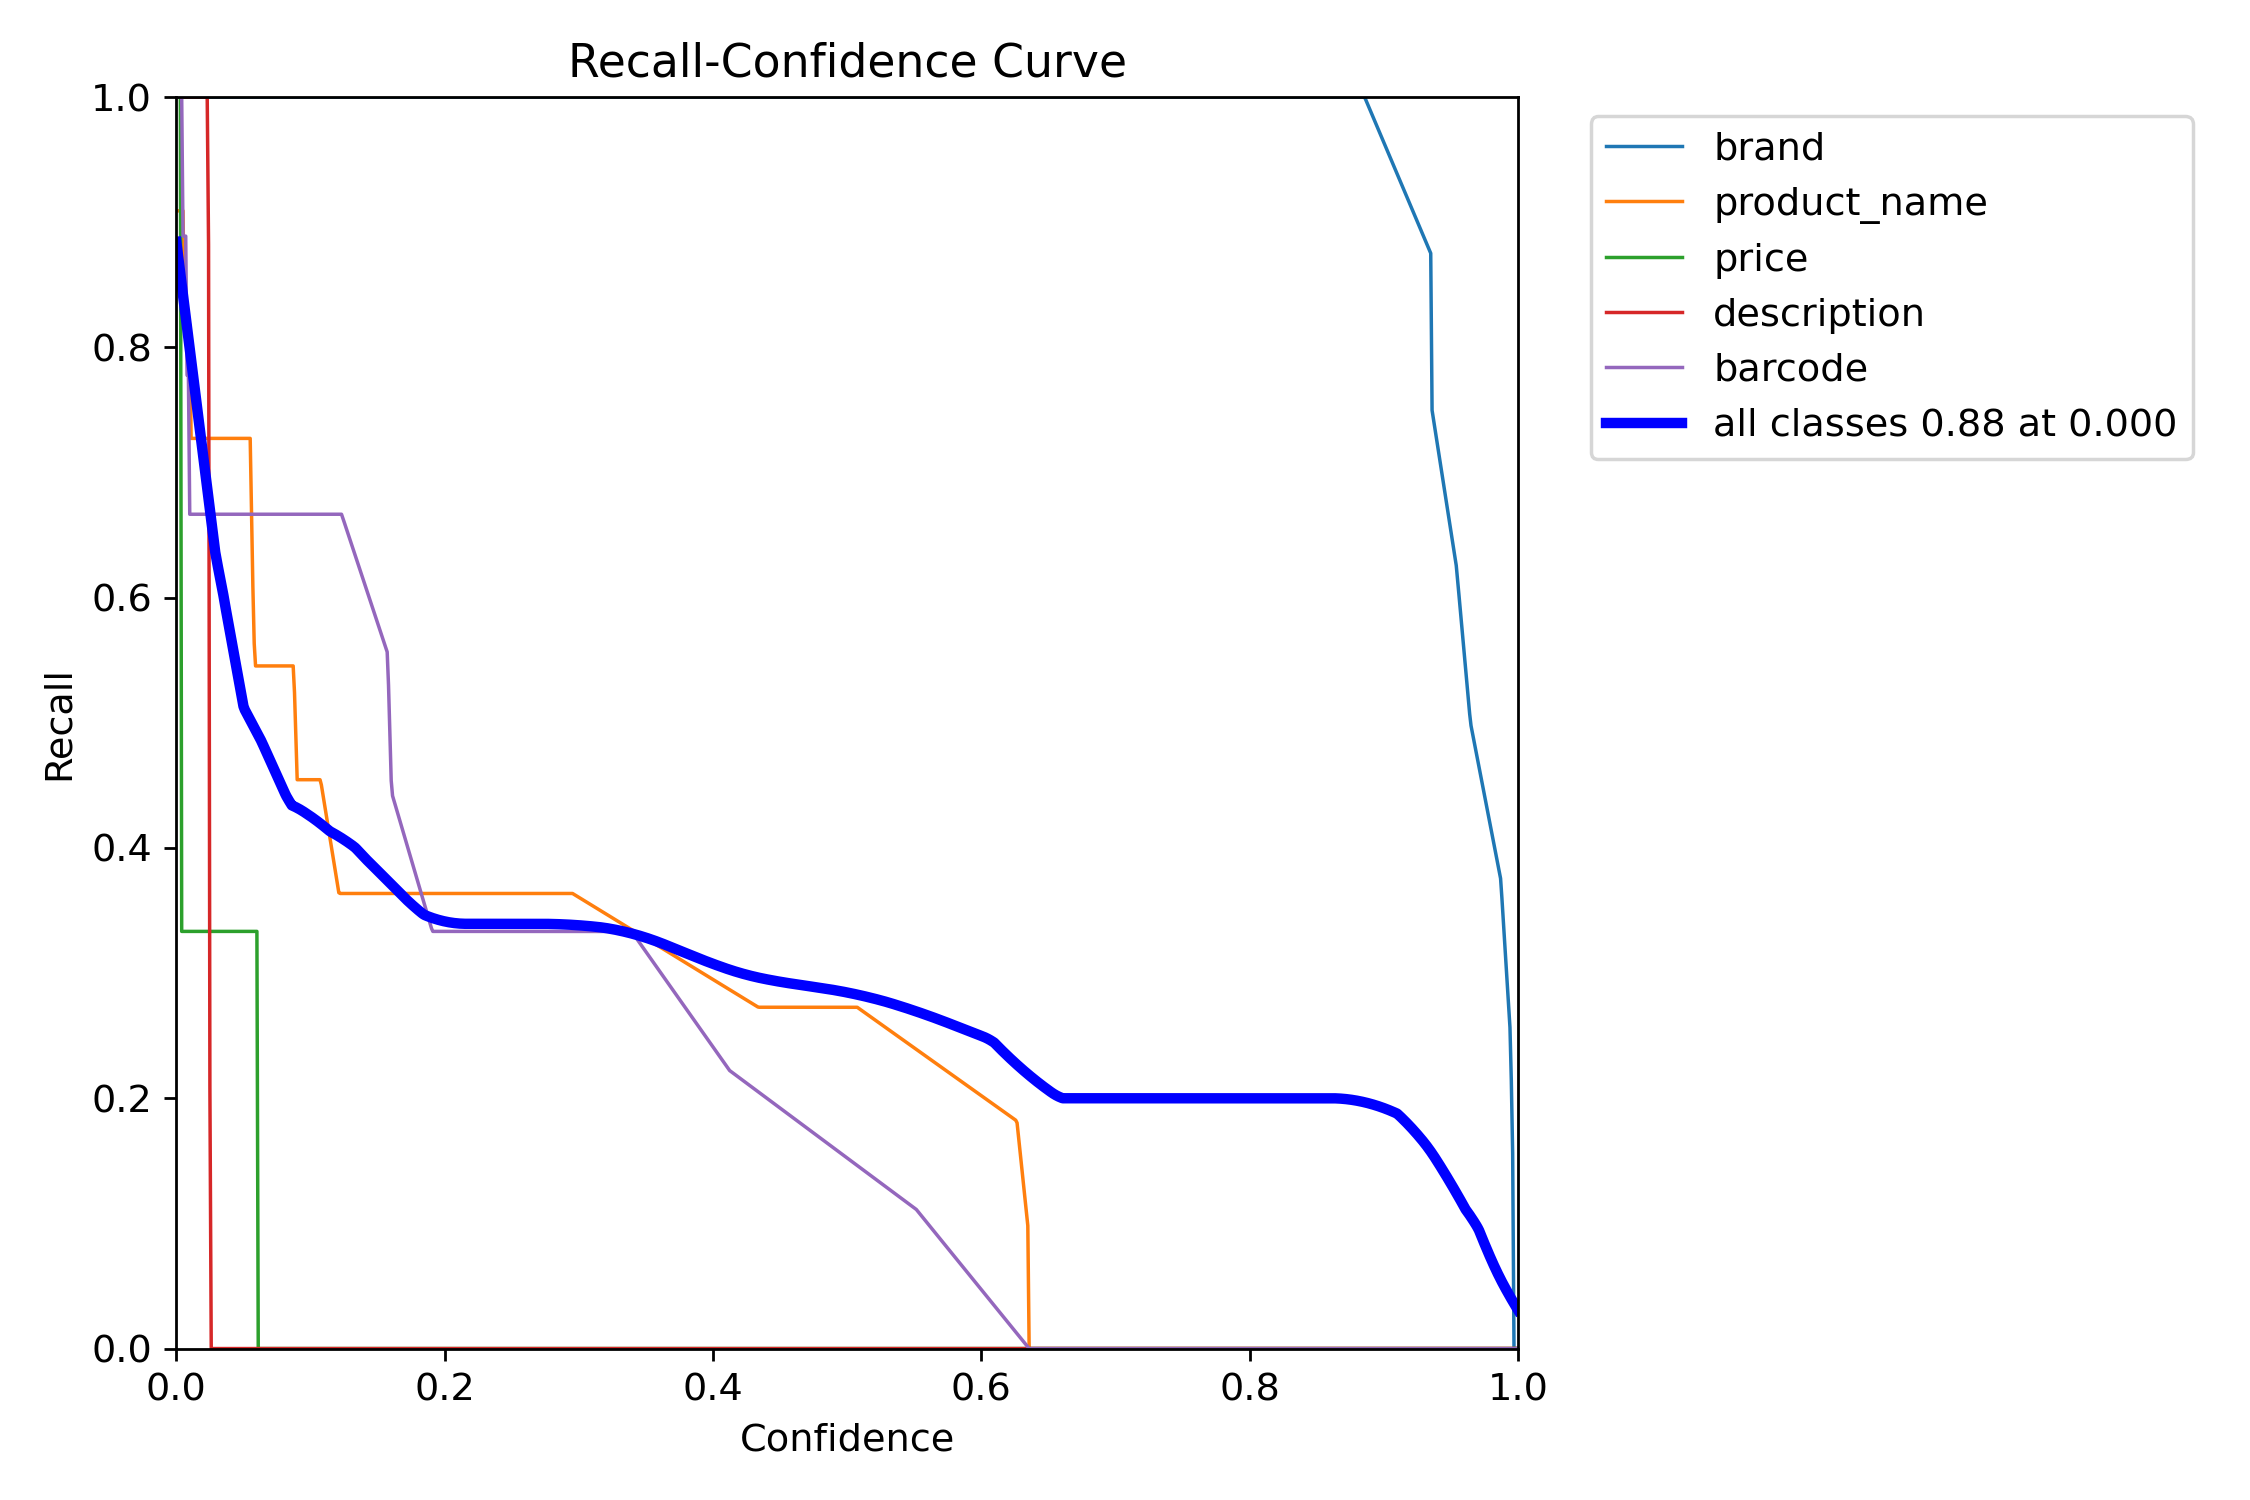 Recall-Confidence Curve
1.0
0.8
0.6
0.4
0.2
0.0
Recall
0.0 0.2 0.4 0.6 0.8 1.0
Confidence
brand
product_name
price
description
barcode
all classes 0.88 at 0.000